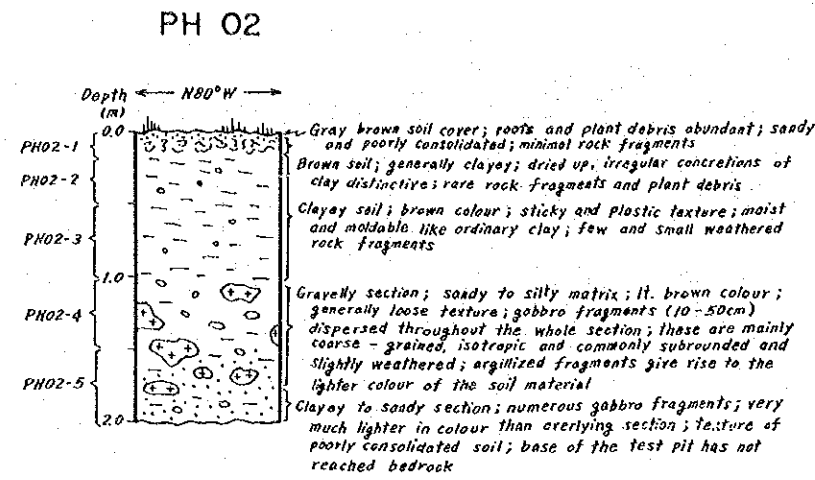 PH 02
Depth
(m)
N80°W
0.0
1.0
2.0
PH02-1
PH02-2
PH02-3
PH02-4
PH02-5
Gray brown soil cover; roots and plant debris abundant; sandy
and poorly consolidated; minimal rock fragments
Brown soil; generally clayey; dried up, irregular concretions of
clay distinctive; rare rock fragments and plant debris
Clayey soil; brown colour; sticky and plastic texture; moist
and moldable like ordinary clay; few and small weathered
rock fragments
Gravelly section; sandy to silty matrix; lt. brown colour;
generally loose texture; gabbro fragments (10-50cm)
dispersed throughout the whole section; these are mainly
coarse-grained, isotropic and commonly subrounded and
slightly weathered; argillized fragments give rise to the
lighter colour of the soil material
Clayey to sandy section; numerous gabbro fragments; very
much lighter in colour than overlying section; texture of
poorly consolidated soil; base of the test pit has not
reached bedrock